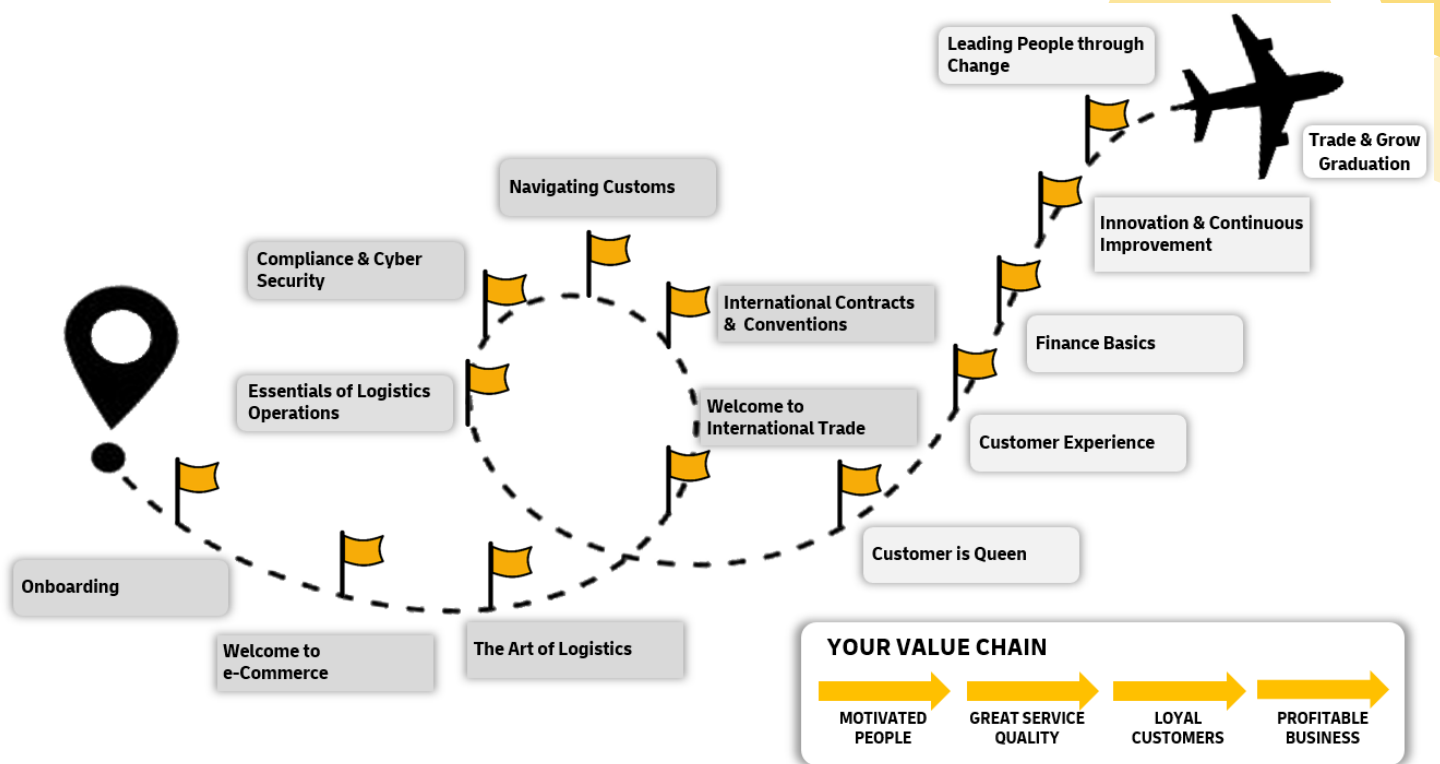 Leading People through
Change
Trade & Grow
Graduation
Navigating Customs
Innovation & Continuous
Improvement
Compliance & Cyber
Security
International Contracts
& Conventions
Finance Basics
Essentials of Logistics
Operations
Welcome to
International Trade
Customer Experience
Customer is Queen
Onboarding
Welcome to
e-Commerce
The Art of Logistics
YOUR VALUE CHAIN
MOTIVATED
PEOPLE
GREAT SERVICE
QUALITY
LOYAL
CUSTOMERS
PROFITABLE
BUSINESS